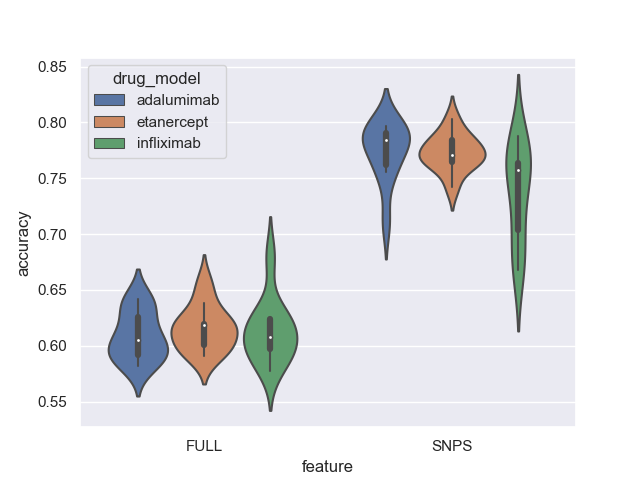 0.85
0.80
0.75
0.70
0.65
0.60
0.55
accuracy
drug_model
adalumimab
etanercept
infliximab
FULL
SNPS
feature